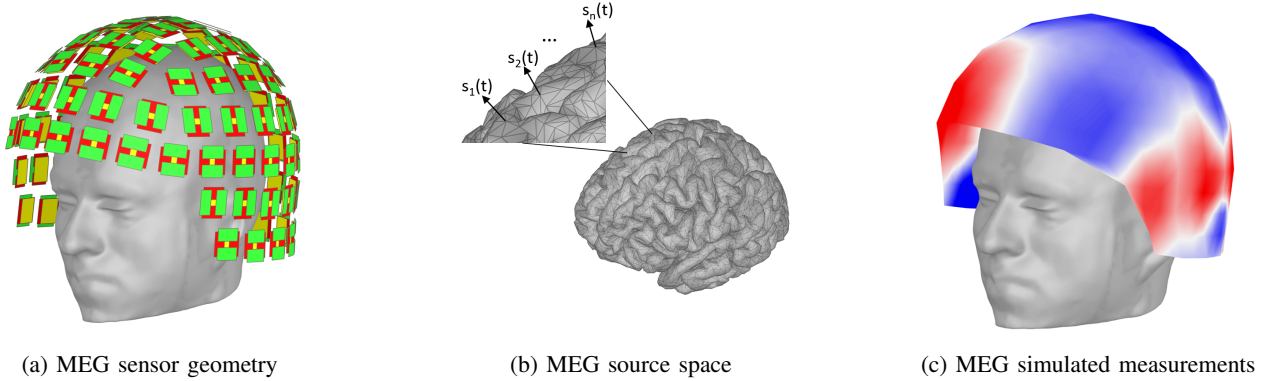 s_n(t)
...
s_2(t)
s_1(t)
(a) MEG sensor geometry
(b) MEG source space
(c) MEG simulated measurements